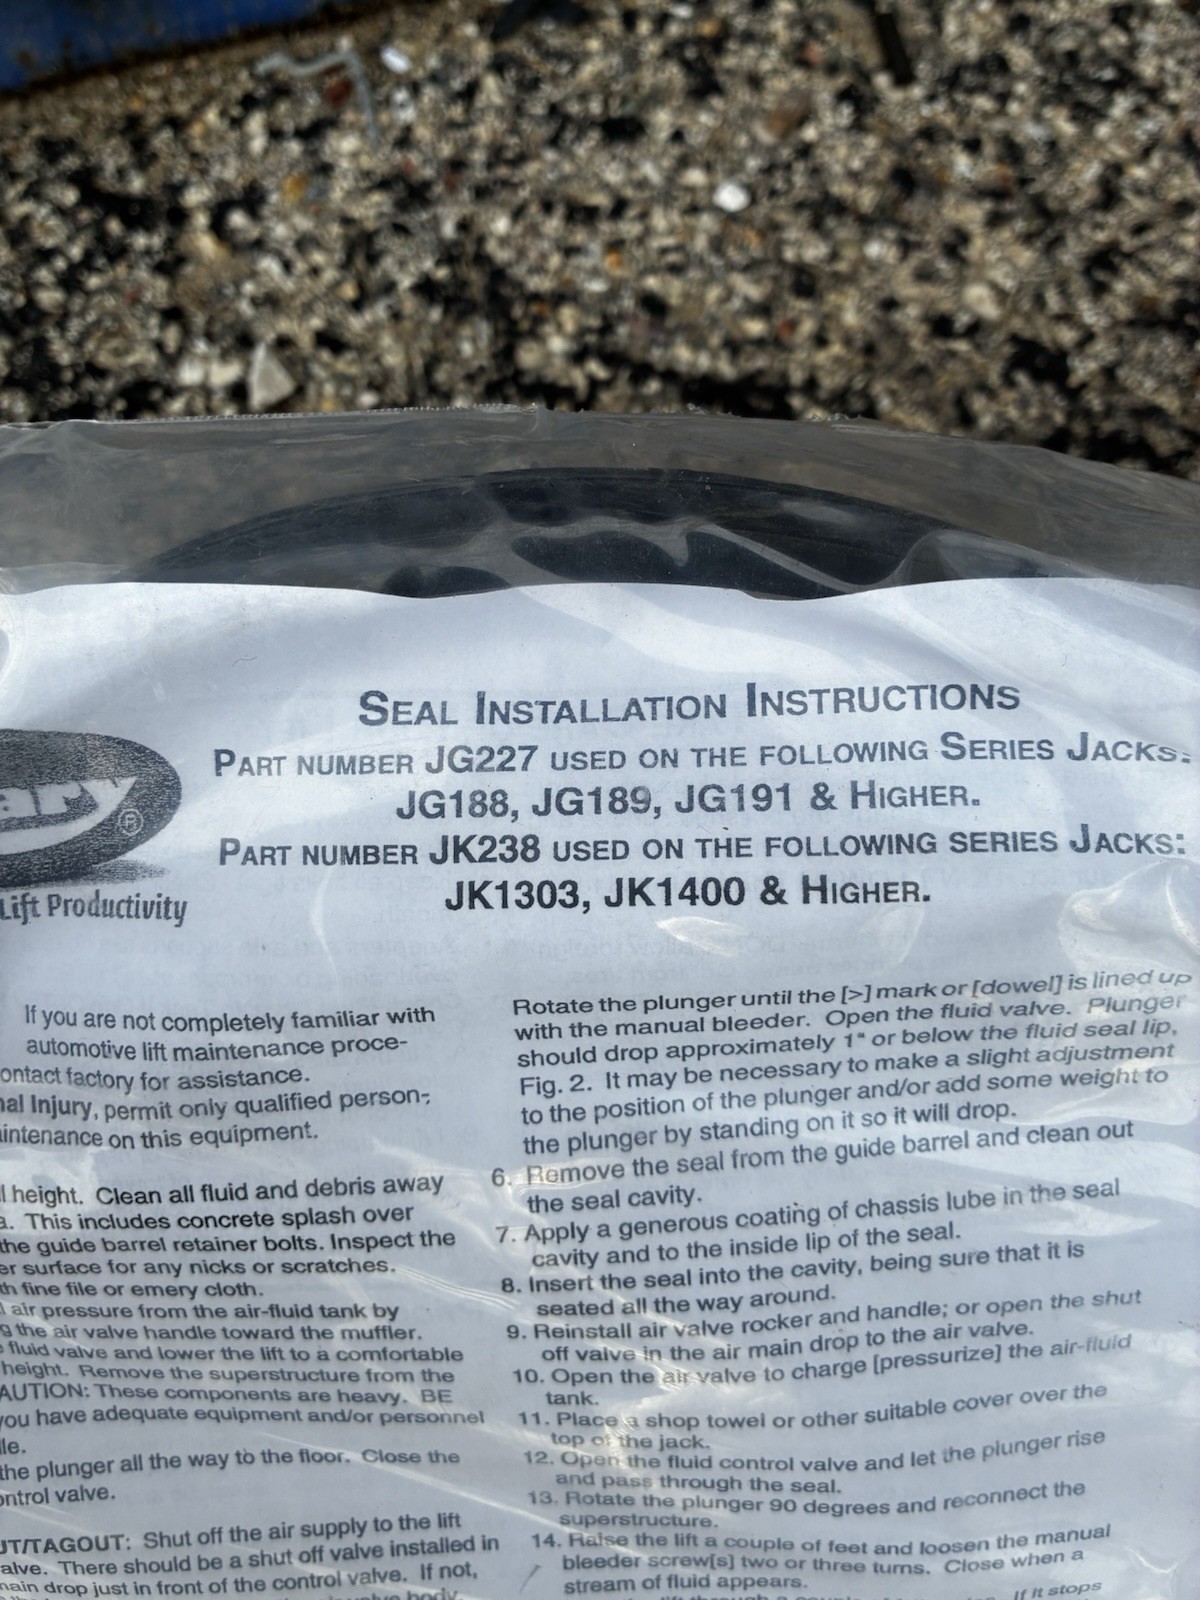 SEAL INSTALLATION INSTRUCTIONS
PART NUMBER JG227 USED ON THE FOLLOWING SERIES JACKS:
JG188, JG189, JG191 & HIGHER.
PART NUMBER JK238 USED ON THE FOLLOWING SERIES JACKS:
JK1303, JK1400 & HIGHER.
ary®
Lift Productivity
If you are not completely familiar with
automotive lift maintenance proce-
ontact factory for assistance.
nal Injury, permit only qualified person-
intenance on this equipment.
l height. Clean all fluid and debris away
a. This includes concrete splash over
the guide barrel retainer bolts. Inspect the
er surface for any nicks or scratches.
th fine file or emery cloth.
l air pressure from the air-fluid tank by
g the air valve handle toward the muffler.
e fluid valve and lower the lift to a comfortable
height. Remove the superstructure from the
AUTION: These components are heavy. BE
you have adequate equipment and/or personnel
le.
the plunger all the way to the floor. Close the
ontrol valve.
UT/TAGOUT: Shut off the air supply to the lift
alve. There should be a shut off valve installed in
main drop just in front of the control valve. If not,
valve body
Rotate the plunger until the [>] mark or [dowel] is lined up
with the manual bleeder. Open the fluid valve. Plunger
should drop approximately 1" or below the fluid seal lip,
Fig. 2. It may be necessary to make a slight adjustment
to the position of the plunger and/or add some weight to
the plunger by standing on it so it will drop.
6. Remove the seal from the guide barrel and clean out
the seal cavity.
7. Apply a generous coating of chassis lube in the seal
cavity and to the inside lip of the seal.
8. Insert the seal into the cavity, being sure that it is
seated all the way around.
9. Reinstall air valve rocker and handle; or open the shut
off valve in the air main drop to the air valve.
10. Open the air valve to charge [pressurize] the air-fluid
tank.
11. Place a shop towel or other suitable cover over the
top of the jack.
12. Open the fluid control valve and let the plunger rise
and pass through the seal.
13. Rotate the plunger 90 degrees and reconnect the
superstructure.
14. Raise the lift a couple of feet and loosen the manual
bleeder screw[s] two or three turns. Close when a
stream of fluid appears.
If it stops